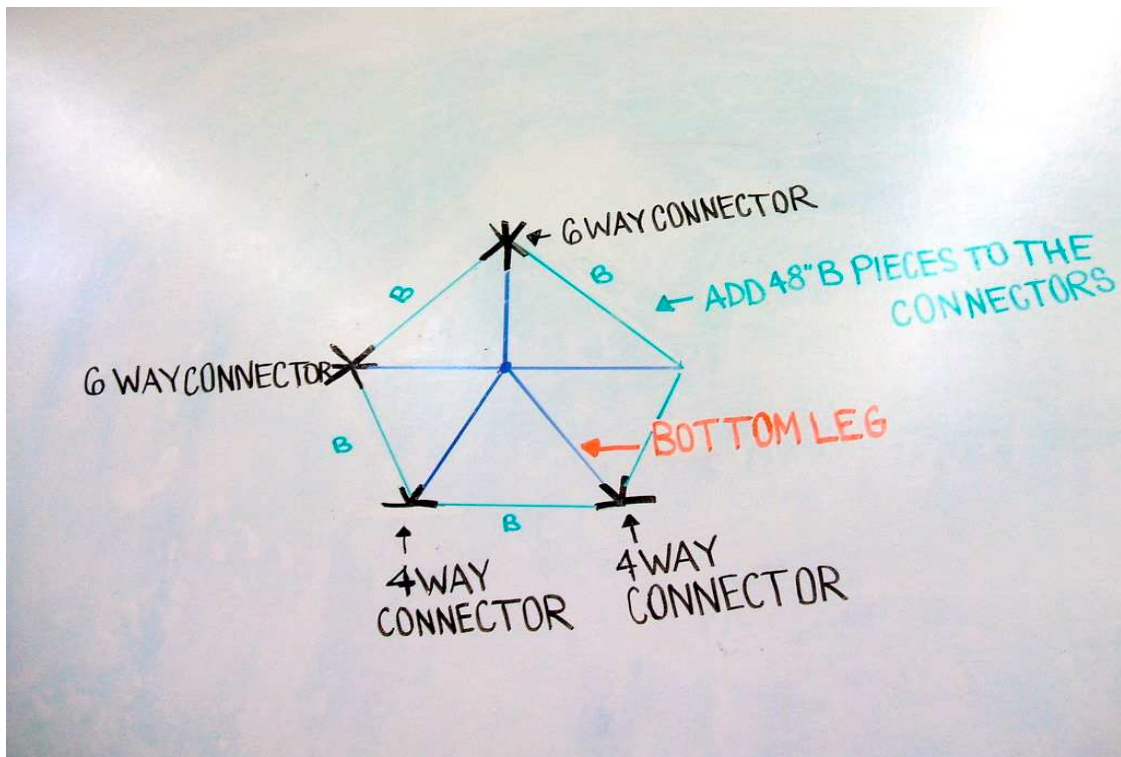 6 WAY CONNECTOR
B
B
ADD 48" B PIECES TO THE
CONNECTORS
6 WAY CONNECTOR
B
BOTTOM LEG
B
4 WAY
CONNECTOR
4 WAY
CONNECTOR